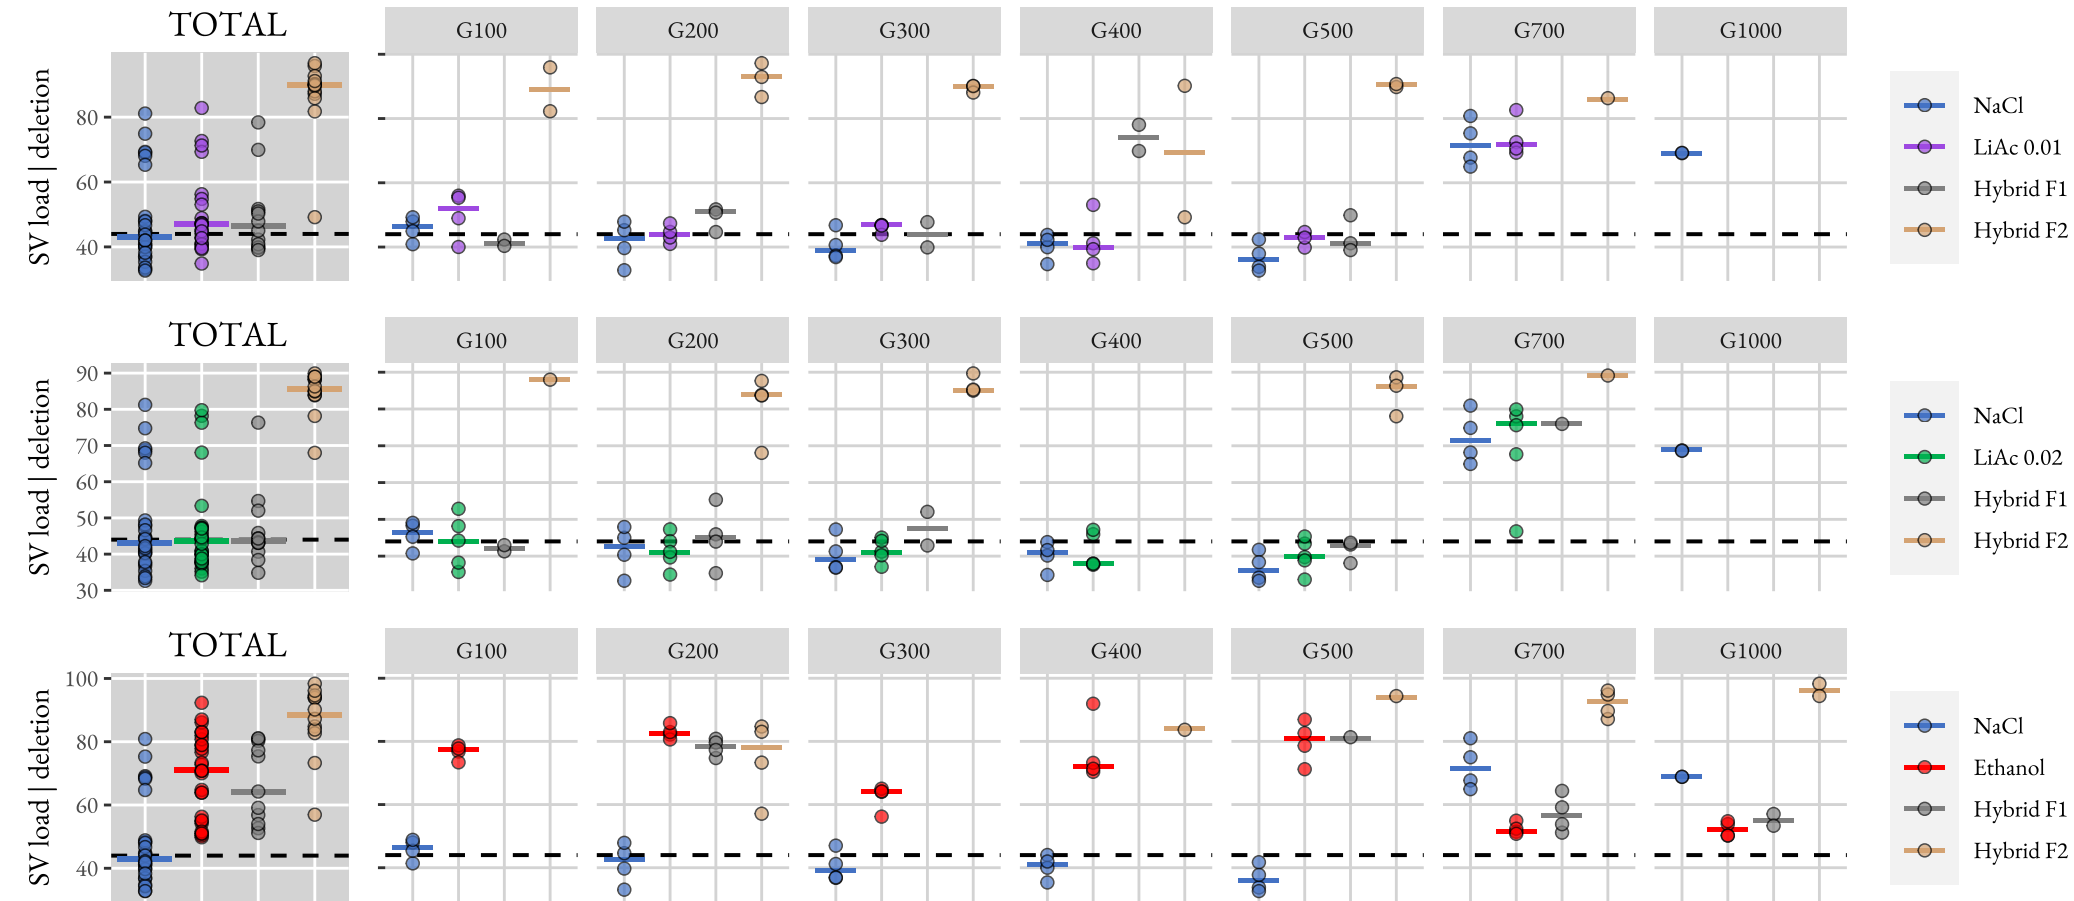 TOTAL
G100 G200 G300 G400 G500 G700 G1000
SV load | deletion
80
60
40
NaCl
LiAc 0.01
Hybrid F1
Hybrid F2
TOTAL
G100 G200 G300 G400 G500 G700 G1000
SV load | deletion
90
80
70
60
50
40
30
NaCl
LiAc 0.02
Hybrid F1
Hybrid F2
TOTAL
G100 G200 G300 G400 G500 G700 G1000
SV load | deletion
100
80
60
40
NaCl
Ethanol
Hybrid F1
Hybrid F2